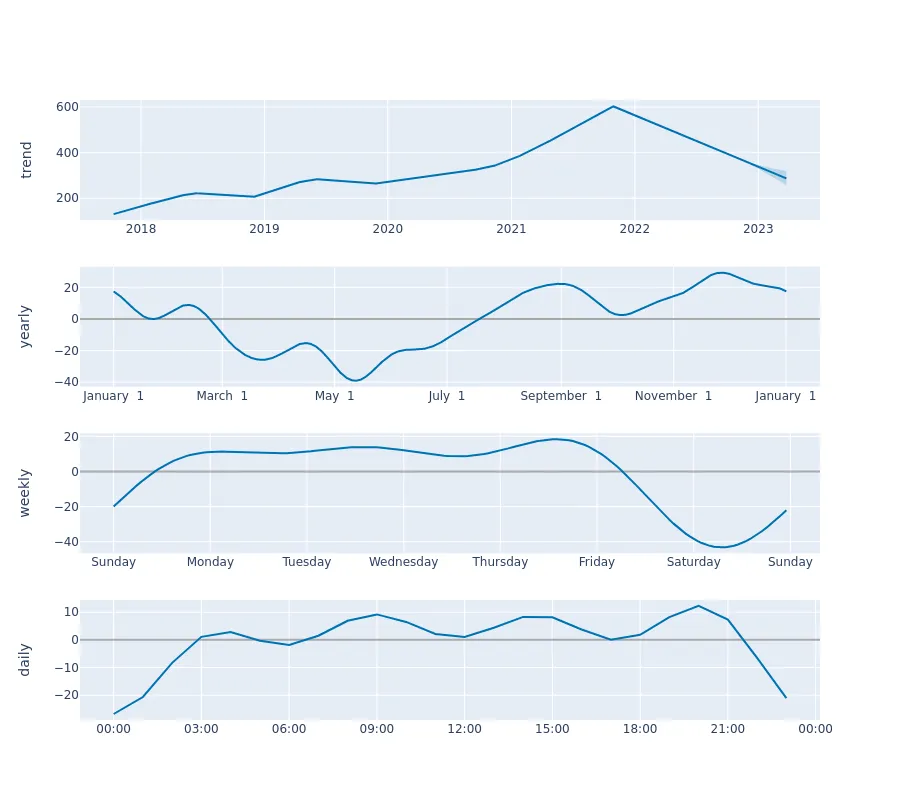 trend
600
400
200
2018 2019 2020 2021 2022 2023
yearly
20
0
−20
−40
January 1 March 1 May 1 July 1 September 1 November 1 January 1
weekly
20
0
−20
−40
Sunday Monday Tuesday Wednesday Thursday Friday Saturday Sunday
daily
10
0
−10
−20
00:00 03:00 06:00 09:00 12:00 15:00 18:00 21:00 00:00